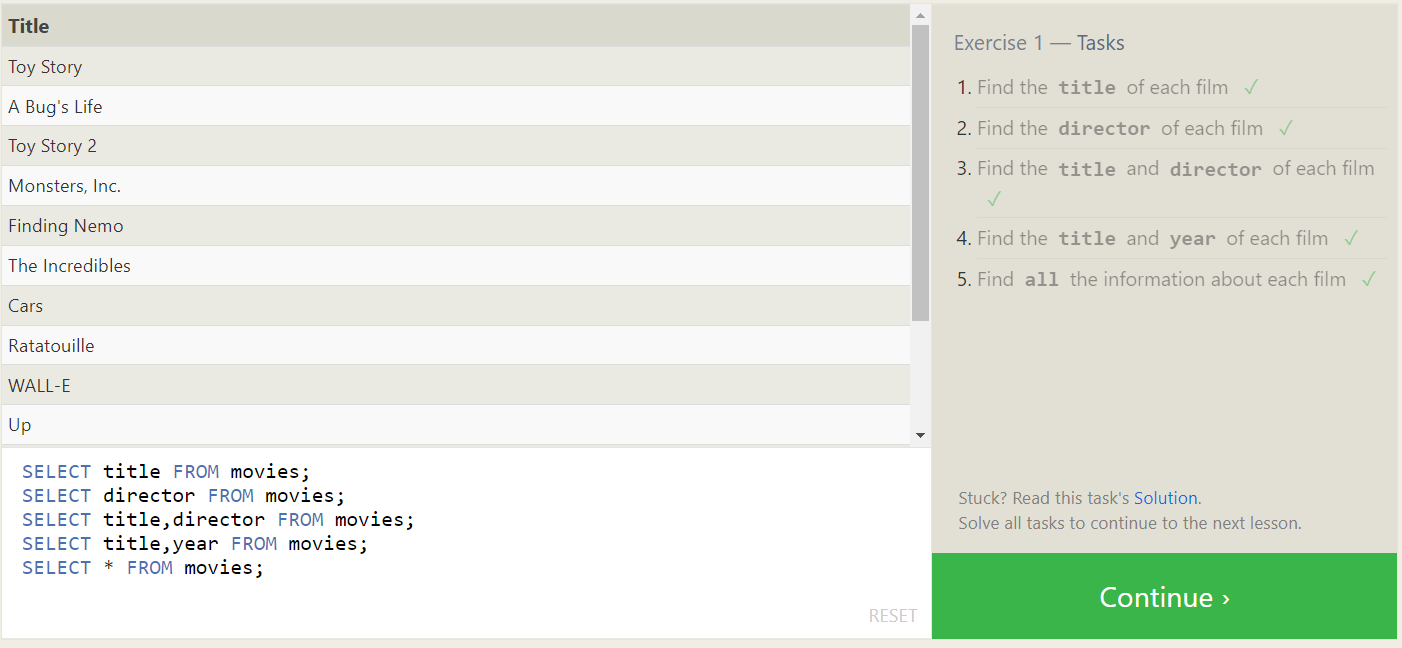 Title
Toy Story
A Bug's Life
Toy Story 2
Monsters, Inc.
Finding Nemo
The Incredibles
Cars
Ratatouille
WALL-E
Up
SELECT title FROM movies;
SELECT director FROM movies;
SELECT title,director FROM movies;
SELECT title,year FROM movies;
SELECT * FROM movies;
RESET
Exercise 1 — Tasks
1. Find the title of each film ✓
2. Find the director of each film ✓
3. Find the title and director of each film
✓
4. Find the title and year of each film ✓
5. Find all the information about each film ✓
Stuck? Read this task's Solution.
Solve all tasks to continue to the next lesson.
Continue ›